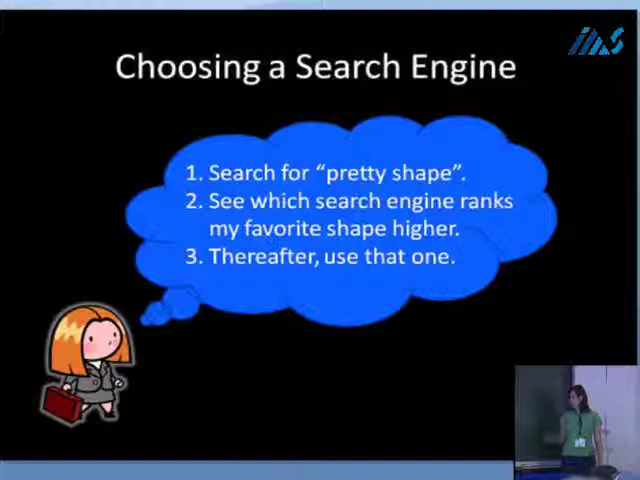 ims
Choosing a Search Engine
1. Search for “pretty shape”.
2. See which search engine ranks
my favorite shape higher.
3. Thereafter, use that one.